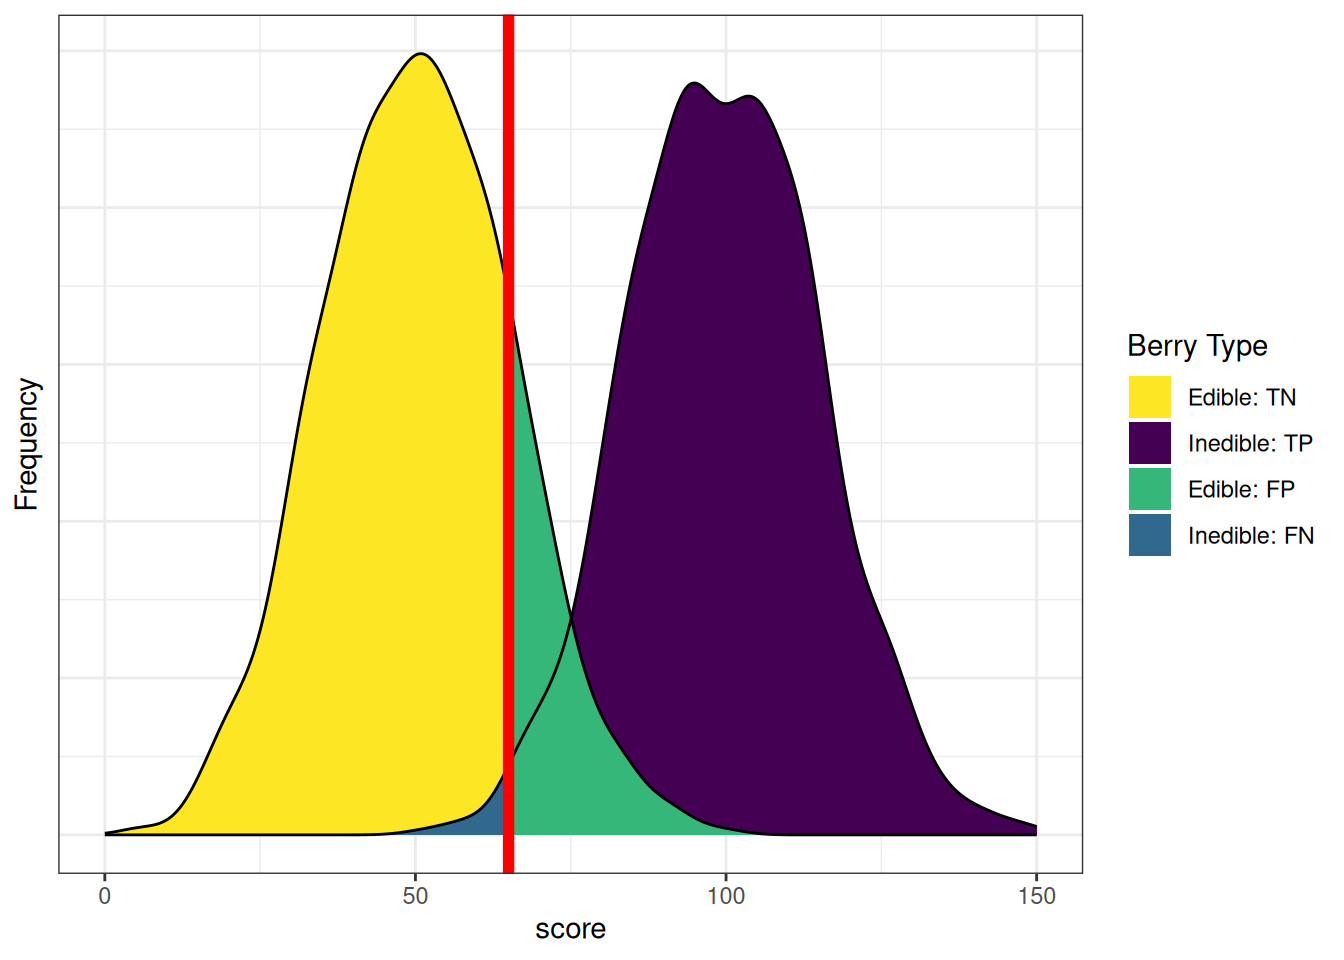 Frequency
0
50
100
150
score
Berry Type
Edible: TN
Inedible: TP
Edible: FP
Inedible: FN